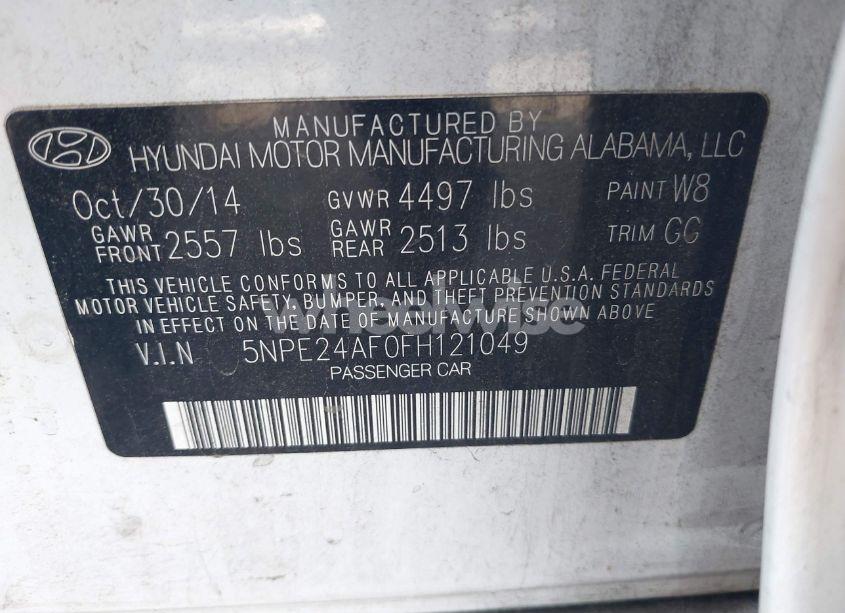 MANUFACTURED BY
HYUNDAI MOTOR MANUFACTURING ALABAMA, LLC
Oct/30/14 GVWR 4497 lbs PAINT W8
GAWR FRONT 2557 lbs GAWR REAR 2513 lbs TRIM GC
THIS VEHICLE CONFORMS TO ALL APPLICABLE U.S.A. FEDERAL
MOTOR VEHICLE SAFETY, BUMPER, AND THEFT PREVENTION STANDARDS
IN EFFECT ON THE DATE OF MANUFACTURE SHOWN ABOVE
wheelwise
V.I.N 5NPE24AF0FH121049
PASSENGER CAR